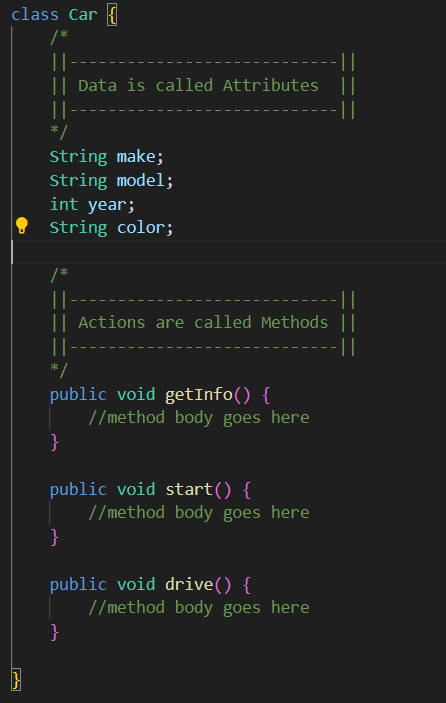 class Car {
    /*
    ||----------------------------||
    || Data is called Attributes  ||
    ||----------------------------||
    */
    String make;
    String model;
    int year;
    String color;

    /*
    ||----------------------------||
    || Actions are called Methods ||
    ||----------------------------||
    */
    public void getInfo() {
        //method body goes here
    }

    public void start() {
        //method body goes here
    }

    public void drive() {
        //method body goes here
    }

}